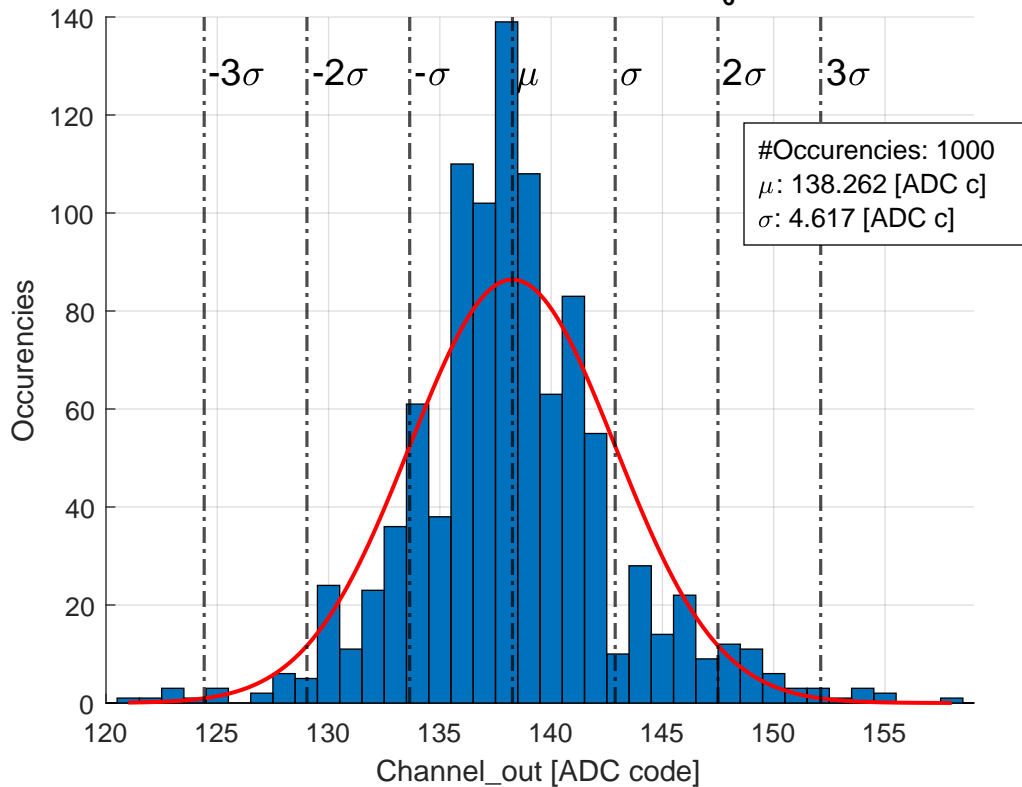 140
120
100
80
60
40
20
0
Occurencies
-3σ
-2σ
-σ
μ
σ
2σ
3σ
#Occurencies: 1000
μ: 138.262 [ADC c]
σ: 4.617 [ADC c]
120
125
130
135
140
145
150
155
Channel_out [ADC code]